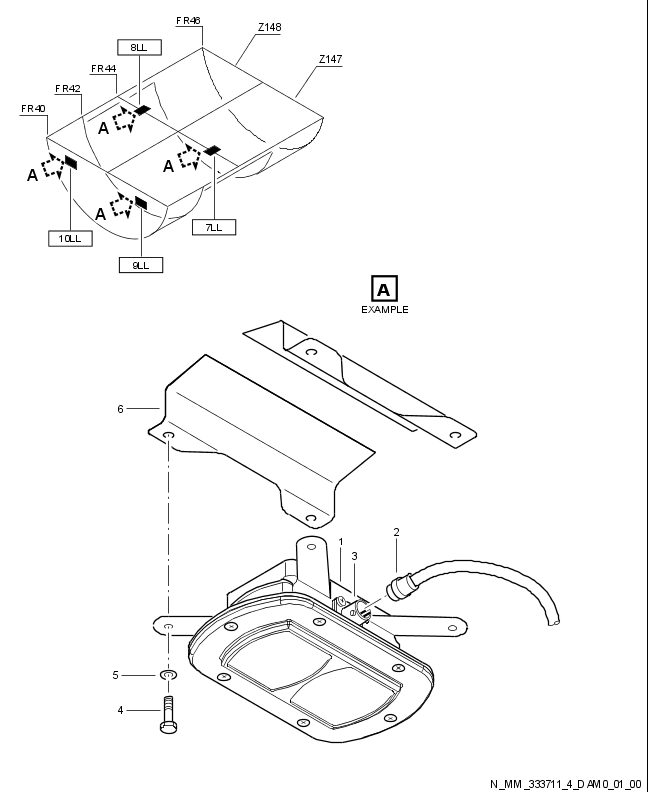 FR46
Z148
8LL
Z147
FR44
FR42
FR40
A
A
A
A
10LL
7LL
9LL
A
EXAMPLE
6
1
2
3
5
4
N_MM_333711_4_DAM0_01_00